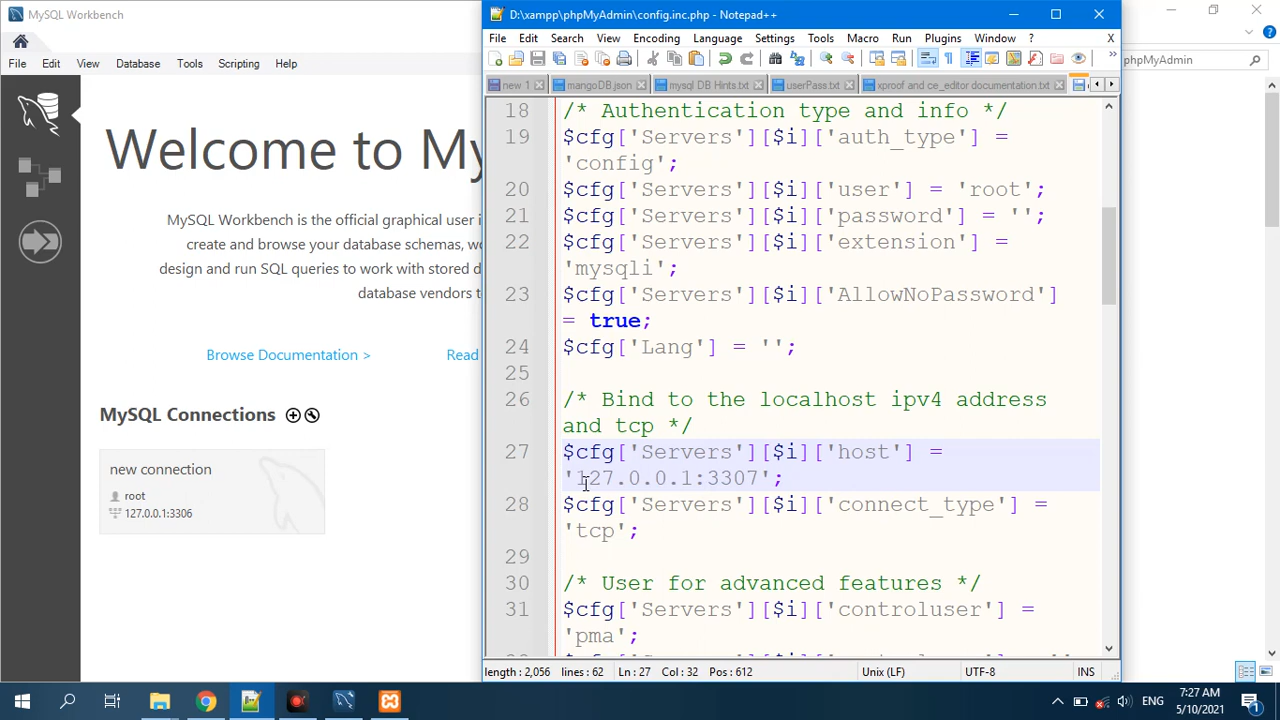 MySQL Workbench
File Edit View Database Tools Scripting Help
Welcome to My
MySQL Workbench is the official graphical user i
create and browse your database schemas, wo
design and run SQL queries to work with stored d
database vendors to
Browse Documentation >
Read
MySQL Connections
new connection
root
127.0.0.1:3306
D:\xampp\phpMyAdmin\config.inc.php - Notepad++
File Edit Search View Encoding Language Settings Tools Macro Run Plugins Window ? X
new 1 mangoDB.json mysql DB Hints.txt userPass.txt xproof and ce_editor documentation.txt
18 /* Authentication type and info */
19 $cfg['Servers'][$i]['auth_type'] =
'config';
20 $cfg['Servers'][$i]['user'] = 'root';
21 $cfg['Servers'][$i]['password'] = '';
22 $cfg['Servers'][$i]['extension'] =
'mysqli';
23 $cfg['Servers'][$i]['AllowNoPassword']
= true;
24 $cfg['Lang'] = '';
25
26 /* Bind to the localhost ipv4 address
and tcp */
27 $cfg['Servers'][$i]['host'] =
'127.0.0.1:3307';
28 $cfg['Servers'][$i]['connect_type'] =
'tcp';
29
30 /* User for advanced features */
31 $cfg['Servers'][$i]['controluser'] =
'pma';
length : 2,056 lines : 62 Ln : 27 Col : 32 Pos : 612 Unix (LF) UTF-8 INS
phpMyAdmin
ENG
7:27 AM
5/10/2021